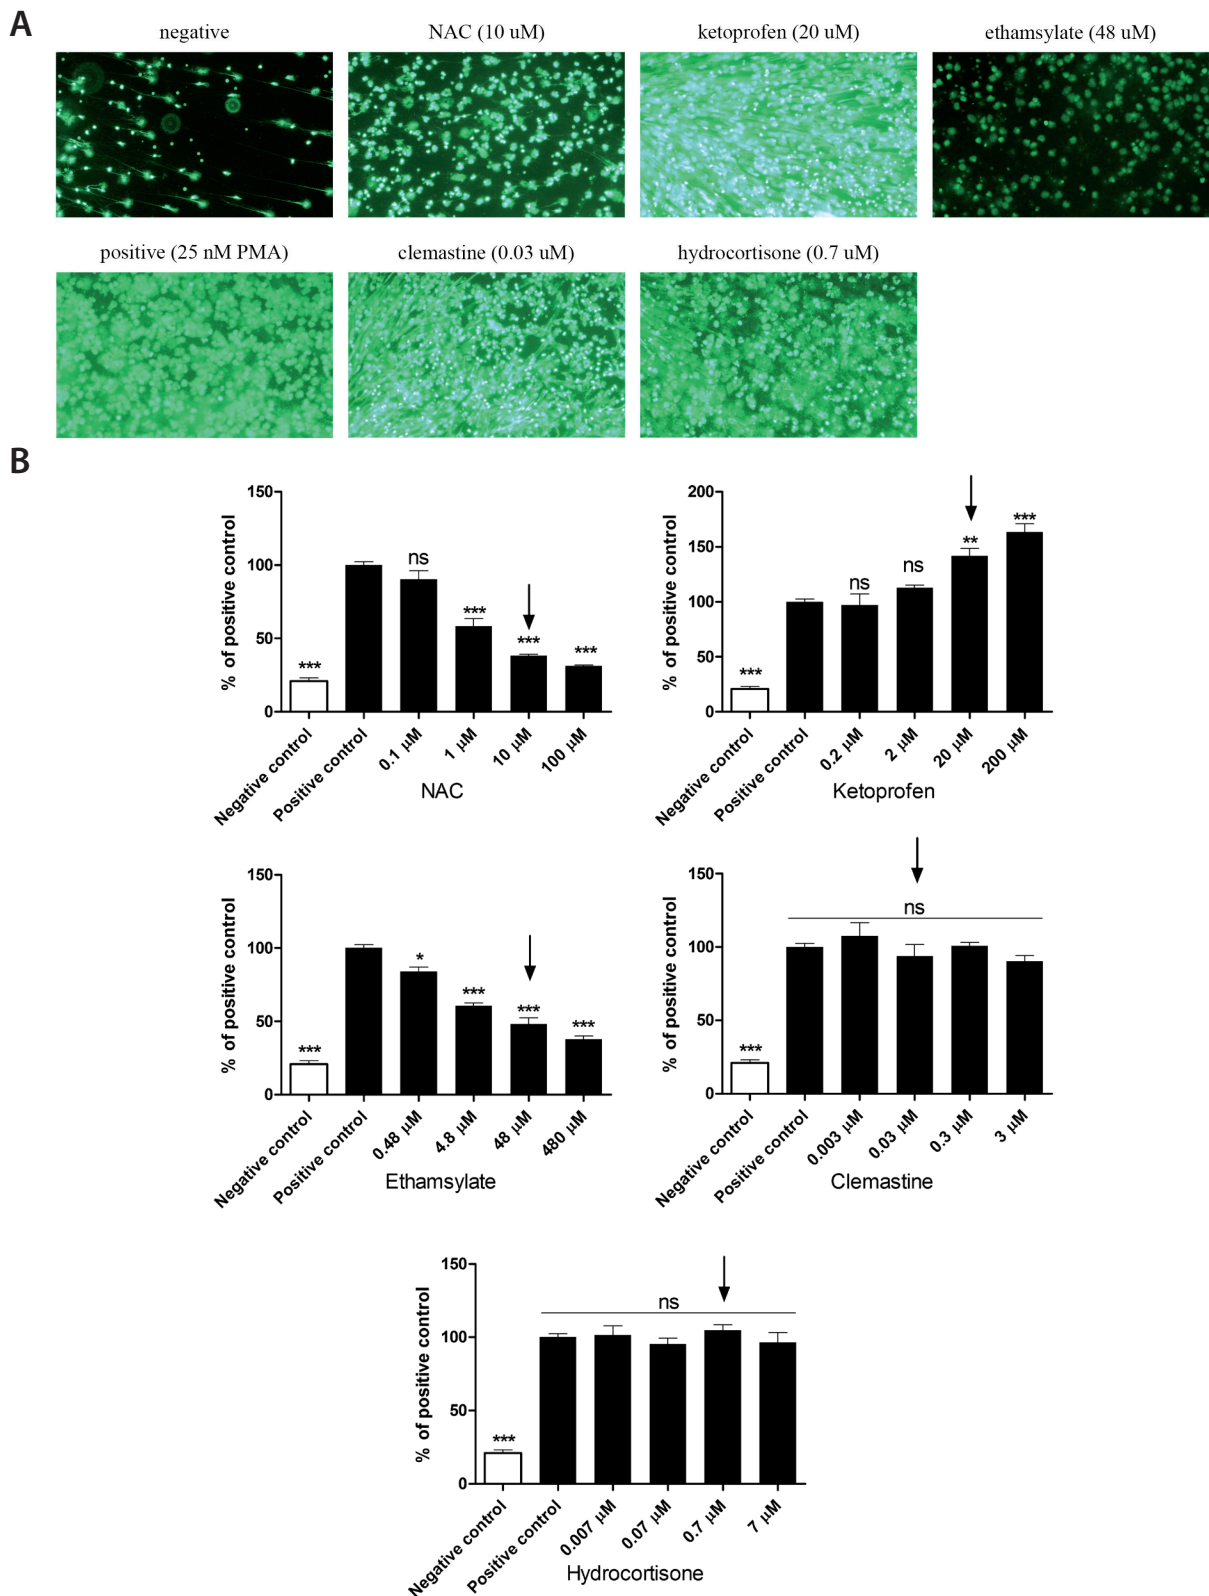 A
negative
NAC (10 uM)
ketoprofen (20 uM)
ethamsylate (48 uM)
positive (25 nM PMA)
clemastine (0.03 uM)
hydrocortisone (0.7 uM)
B
% of positive control
150
100
50
0
***
ns
***
***
***
Negative control
Positive control
0.1 µM
1 µM
10 µM
100 µM
NAC
% of positive control
200
150
100
50
0
***
ns
ns
**
***
Negative control
Positive control
0.2 µM
2 µM
20 µM
200 µM
Ketoprofen
% of positive control
150
100
50
0
***
*
***
***
***
Negative control
Positive control
0.48 µM
4.8 µM
48 µM
480 µM
Ethamsylate
% of positive control
150
100
50
0
***
ns
Negative control
Positive control
0.003 µM
0.03 µM
0.3 µM
3 µM
Clemastine
% of positive control
150
100
50
0
***
ns
Negative control
Positive control
0.007 µM
0.07 µM
0.7 µM
7 µM
Hydrocortisone